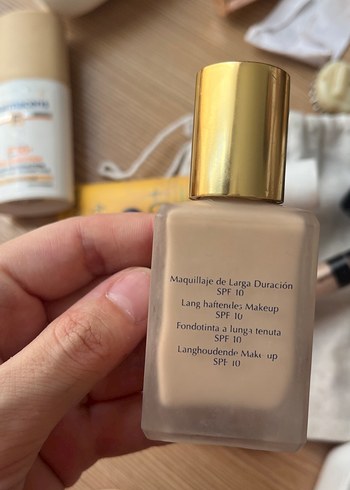 Maquillaje de Larga Duración
SPF 10
Lang haftendes Makeup
SPF 10
Fondotinta a lunga tenuta
SPF 10
Langhoudende Make-up
SPF 10